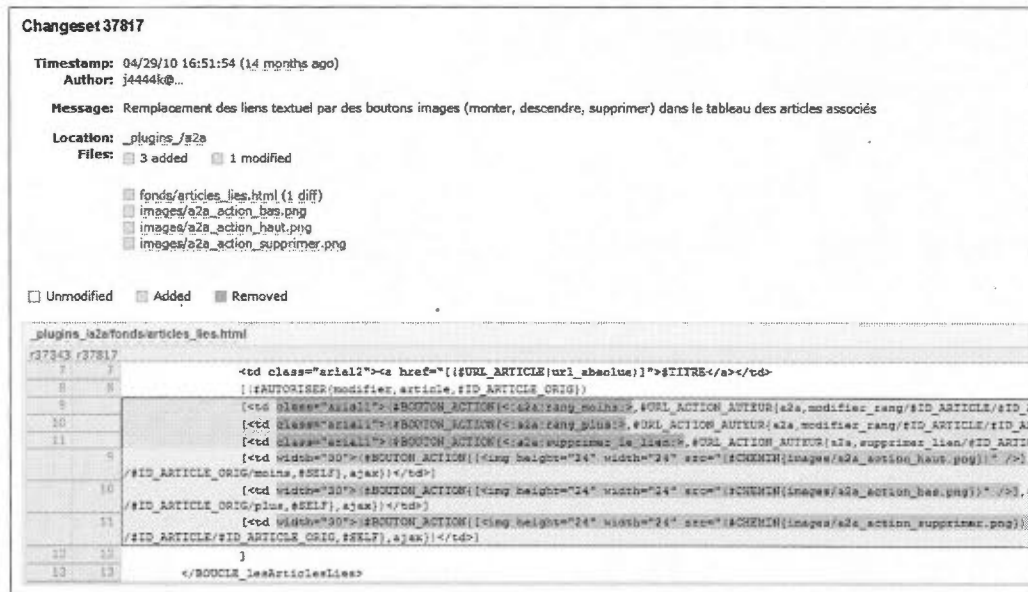 Changeset 37817
Timestamp: 04/29/10 16:51:54 (14 months ago)
Author: j4444k@...
Message: Remplacement des liens textuel par des boutons images (monter, descendre, supprimer) dans le tableau des articles associés
Location: _plugins_/a2a
Files: 3 added 1 modified
fonds/articles_lies.html (1 diff)
images/a2a_action_bas.png
images/a2a_action_haut.png
images/a2a_action_supprimer.png
Unmodified Added Removed
_plugins_/a2a/fonds/articles_lies.html
r37343 r37817
7 7 <td class="arial2"><a href="[(#URL_ARTICLE|url_absolue)]">#TITRE</a></td>
8 8 [(#AUTORISER{modifier,article,#ID_ARTICLE_ORIG})
9 [<td class="arial1">(#BOUTON_ACTION{<:a2a:rang_moins:>,#URL_ACTION_AUTEUR{a2a,modifier_rang/#ID_ARTICLE/#ID_
10 [<td class="arial1">(#BOUTON_ACTION{<:a2a:rang_plus:>,#URL_ACTION_AUTEUR{a2a,modifier_rang/#ID_ARTICLE/#ID_A
11 [<td class="arial1">(#BOUTON_ACTION{<:a2a:supprimer_le_lien:>,#URL_ACTION_AUTEUR{a2a,supprimer_lien/#ID_ARTI
9 [<td width="30">(#BOUTON_ACTION{[<img height="24" width="24" src="(#CHEMIN{images/a2a_action_haut.png})" />]
/#ID_ARTICLE_ORIG/moins,#SELF},ajax})</td>]
10 [<td width="30">(#BOUTON_ACTION{[<img height="24" width="24" src="(#CHEMIN{images/a2a_action_bas.png})" />],
/#ID_ARTICLE_ORIG/plus,#SELF},ajax})</td>]
11 [<td width="30">(#BOUTON_ACTION{[<img height="24" width="24" src="(#CHEMIN{images/a2a_action_supprimer.png})
/#ID_ARTICLE/#ID_ARTICLE_ORIG,#SELF},ajax})</td>]
12 12 )
13 13 </BOUCLE_lesArticlesLies>